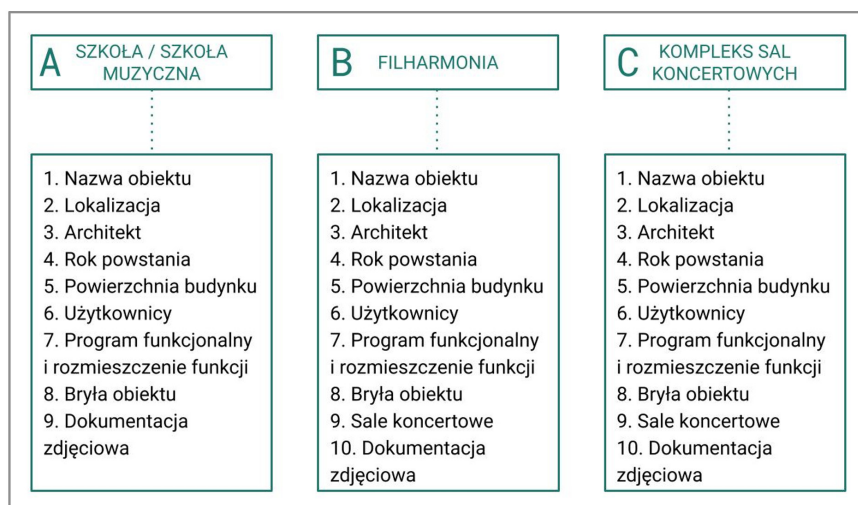 A SZKOŁA / SZKOŁA
MUZYCZNA
1. Nazwa obiektu
2. Lokalizacja
3. Architekt
4. Rok powstania
5. Powierzchnia budynku
6. Użytkownicy
7. Program funkcjonalny
i rozmieszczenie funkcji
8. Bryła obiektu
9. Dokumentacja
zdjęciowa
B FILHARMONIA
1. Nazwa obiektu
2. Lokalizacja
3. Architekt
4. Rok powstania
5. Powierzchnia budynku
6. Użytkownicy
7. Program funkcjonalny
i rozmieszczenie funkcji
8. Bryła obiektu
9. Sale koncertowe
10. Dokumentacja
zdjęciowa
C KOMPLEKS SAL
KONCERTOWYCH
1. Nazwa obiektu
2. Lokalizacja
3. Architekt
4. Rok powstania
5. Powierzchnia budynku
6. Użytkownicy
7. Program funkcjonalny
i rozmieszczenie funkcji
8. Bryła obiektu
9. Sale koncertowe
10. Dokumentacja
zdjęciowa